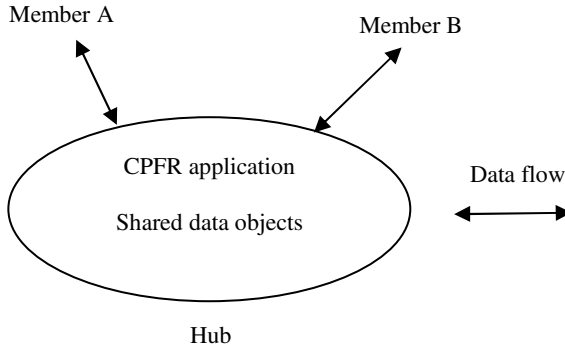 Member A
Member B
CPFR application
Data flow
Shared data objects
Hub